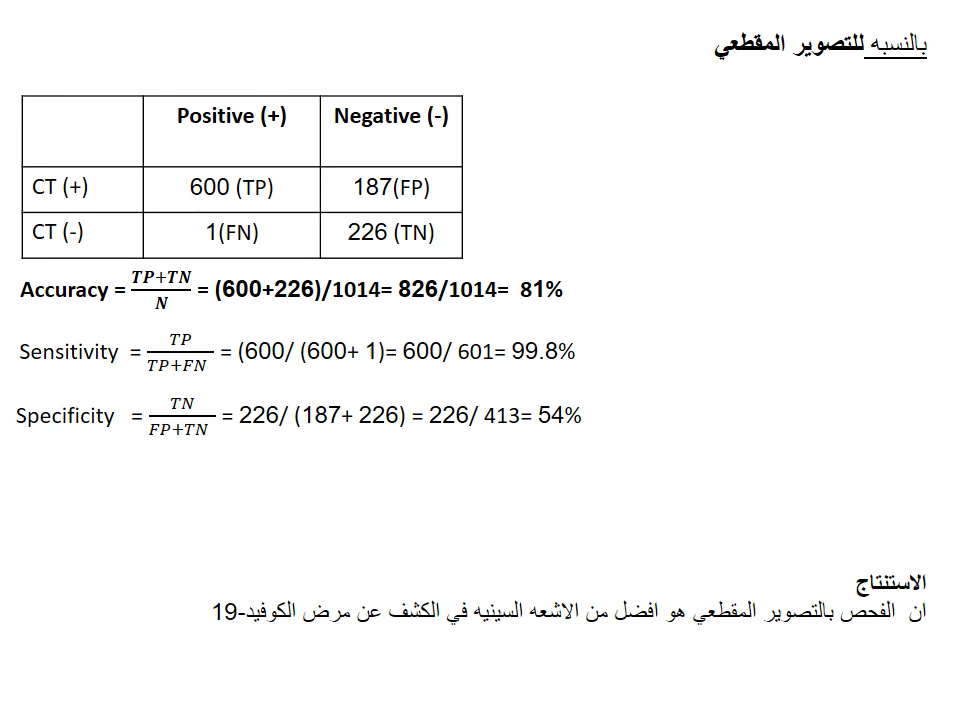 بالنسبه للتصوير المقطعي
Positive (+) Negative (-)
CT (+) 600 (TP) 187(FP)
CT (-) 1(FN) 226 (TN)
Accuracy = TP+TN/N = (600+226)/1014= 826/1014= 81%
Sensitivity = TP/TP+FN = (600/ (600+ 1)= 600/ 601= 99.8%
Specificity = TN/FP+TN = 226/ (187+ 226) = 226/ 413= 54%
الاستنتاج
ان الفحص بالتصوير المقطعي هو افضل من الاشعه السينيه في الكشف عن مرض الكوفيد-19